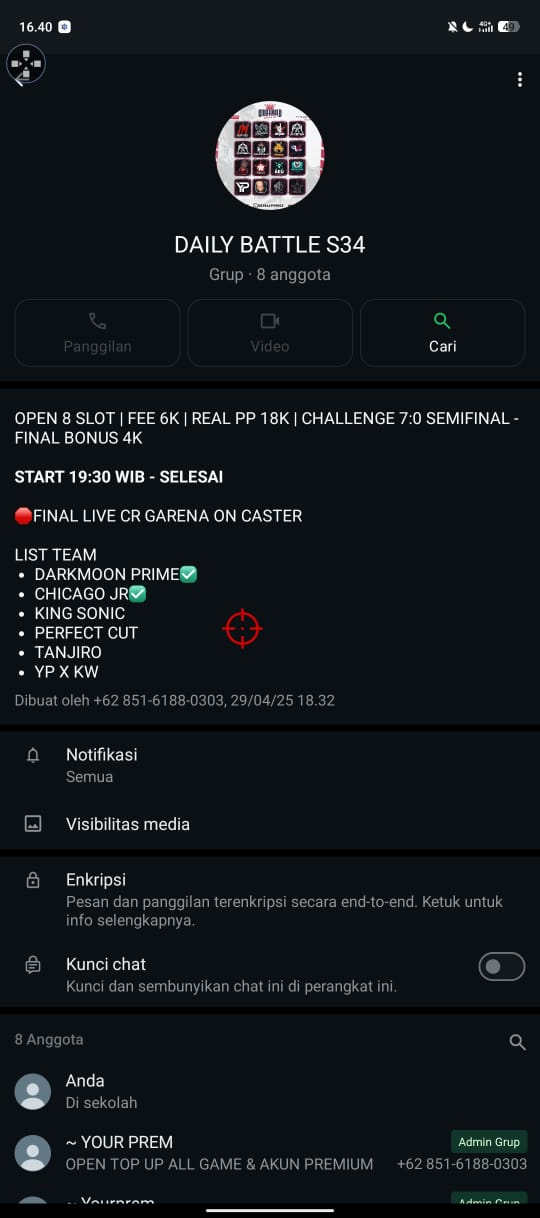 16.40
4G+
49
DAILY BATTLE S34
Grup · 8 anggota
Panggilan
Video
Cari
OPEN 8 SLOT | FEE 6K | REAL PP 18K | CHALLENGE 7:0 SEMIFINAL -
FINAL BONUS 4K
START 19:30 WIB - SELESAI
🛑FINAL LIVE CR GARENA ON CASTER
LIST TEAM
• DARKMOON PRIME✅
• CHICAGO JR✅
• KING SONIC
• PERFECT CUT
• TANJIRO
• YP X KW
Dibuat oleh +62 851-6188-0303, 29/04/25 18.32
Notifikasi
Semua
Visibilitas media
Enkripsi
Pesan dan panggilan terenkripsi secara end-to-end. Ketuk untuk
info selengkapnya.
Kunci chat
Kunci dan sembunyikan chat ini di perangkat ini.
8 Anggota
Anda
Di sekolah
~ YOUR PREM
Admin Grup
OPEN TOP UP ALL GAME & AKUN PREMIUM
+62 851-6188-0303
~ Yourprem
Admin Grup